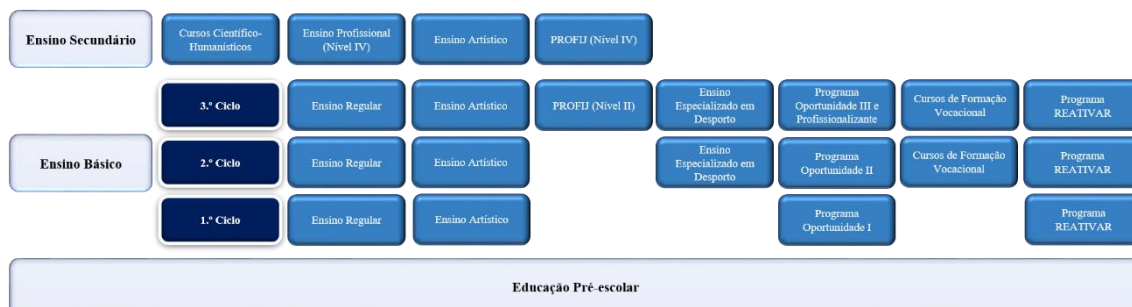 Ensino Secundário
Cursos Científico-
Humanísticos
Ensino Profissional
(Nível IV)
Ensino Artístico
PROFIJ (Nível IV)
Ensino Básico
3.º Ciclo
Ensino Regular
Ensino Artístico
PROFIJ (Nível II)
Ensino
Especializado em
Desporto
Programa
Oportunidade III e
Profissionalizante
Cursos de Formação
Vocacional
Programa
REATIVAR
2.º Ciclo
Ensino Regular
Ensino Artístico
Ensino
Especializado em
Desporto
Programa
Oportunidade II
Cursos de Formação
Vocacional
Programa
REATIVAR
1.º Ciclo
Ensino Regular
Ensino Artístico
Programa
Oportunidade I
Programa
REATIVAR
Educação Pré-escolar